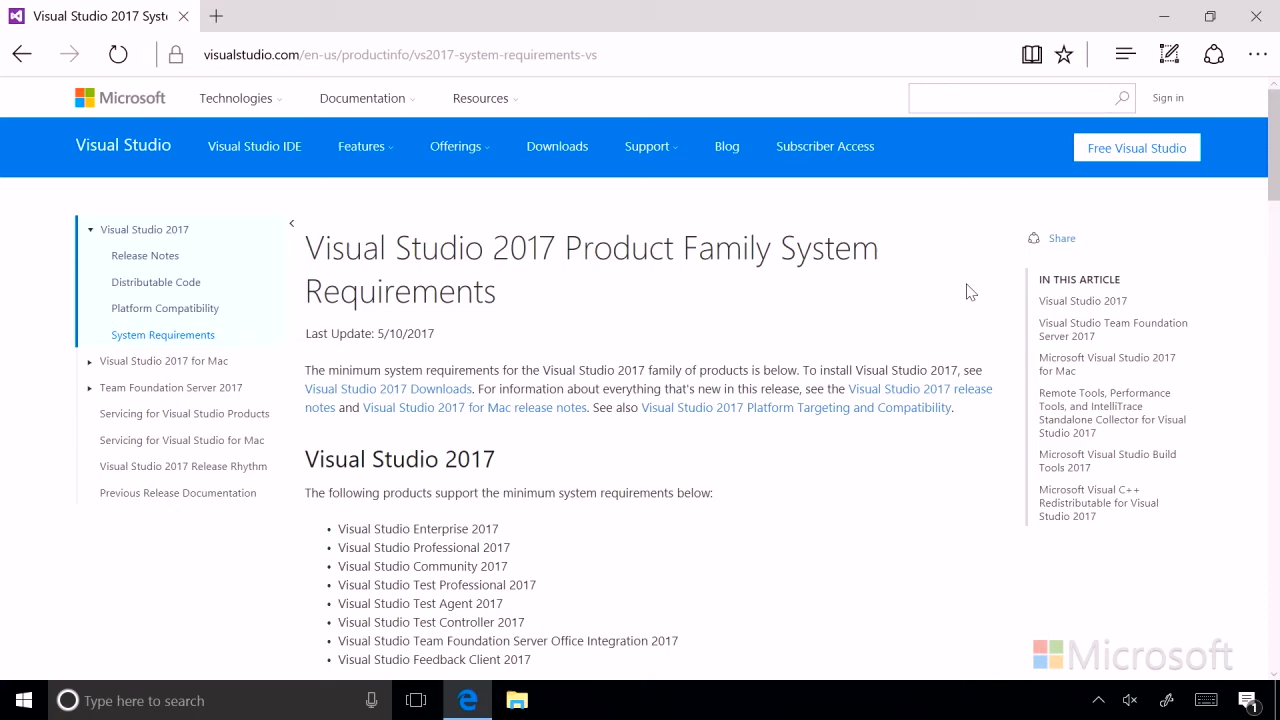 Visual Studio 2017 Syst
visualstudio.com/en-us/productinfo/vs2017-system-requirements-vs
Microsoft
Technologies
Documentation
Resources
Sign in
Visual Studio
Visual Studio IDE
Features
Offerings
Downloads
Support
Blog
Subscriber Access
Free Visual Studio
Visual Studio 2017
Release Notes
Distributable Code
Platform Compatibility
System Requirements
Visual Studio 2017 for Mac
Team Foundation Server 2017
Servicing for Visual Studio Products
Servicing for Visual Studio for Mac
Visual Studio 2017 Release Rhythm
Previous Release Documentation
Visual Studio 2017 Product Family System
Requirements
Last Update: 5/10/2017
The minimum system requirements for the Visual Studio 2017 family of products is below. To install Visual Studio 2017, see
Visual Studio 2017 Downloads. For information about everything that's new in this release, see the Visual Studio 2017 release
notes and Visual Studio 2017 for Mac release notes. See also Visual Studio 2017 Platform Targeting and Compatibility.
Visual Studio 2017
The following products support the minimum system requirements below:
• Visual Studio Enterprise 2017
• Visual Studio Professional 2017
• Visual Studio Community 2017
• Visual Studio Test Professional 2017
• Visual Studio Test Agent 2017
• Visual Studio Test Controller 2017
• Visual Studio Team Foundation Server Office Integration 2017
• Visual Studio Feedback Client 2017
Share
IN THIS ARTICLE
Visual Studio 2017
Visual Studio Team Foundation
Server 2017
Microsoft Visual Studio 2017
for Mac
Remote Tools, Performance
Tools, and IntelliTrace
Standalone Collector for Visual
Studio 2017
Microsoft Visual Studio Build
Tools 2017
Microsoft Visual C++
Redistributable for Visual
Studio 2017
Microsoft
Type here to search
1